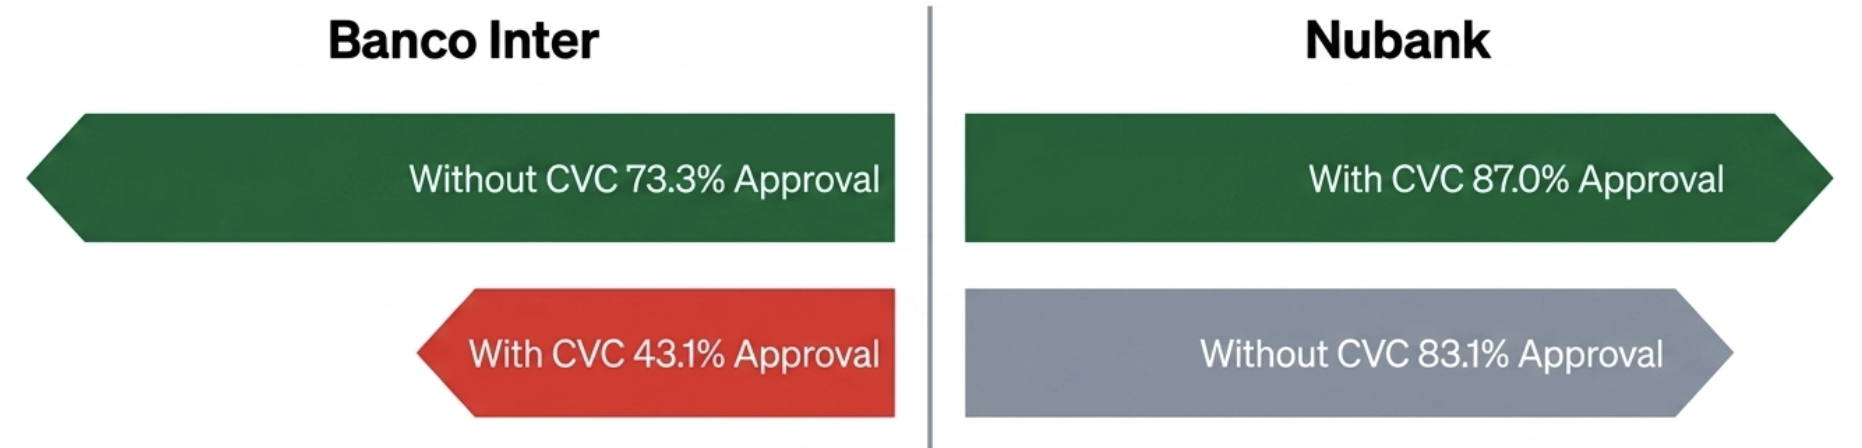 Banco Inter
Without CVC 73.3% Approval
With CVC 43.1% Approval
Nubank
With CVC 87.0% Approval
Without CVC 83.1% Approval